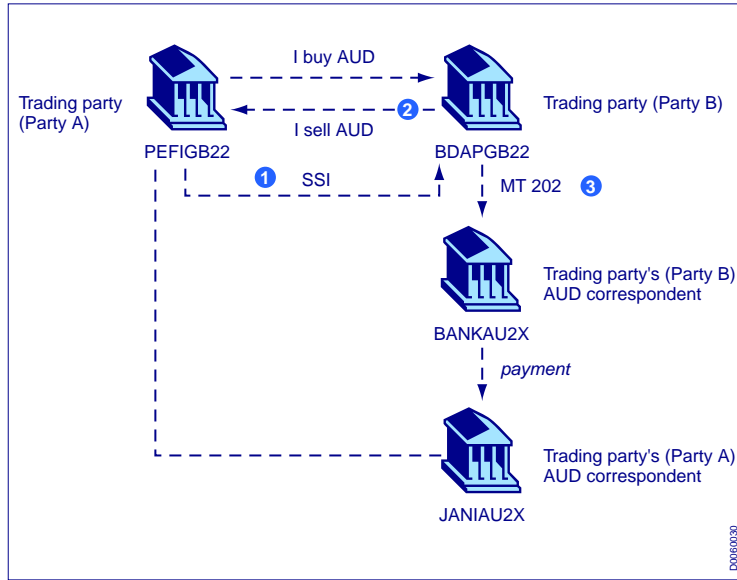 I buy AUD
Trading party
(Party A)
2
Trading party (Party B)
I sell AUD
PEFIGB22
BDAPGB22
1
SSI
MT 202
3
Trading party's (Party B)
AUD correspondent
BANKAU2X
payment
Trading party's (Party A)
AUD correspondent
JANIAU2X
D0060030